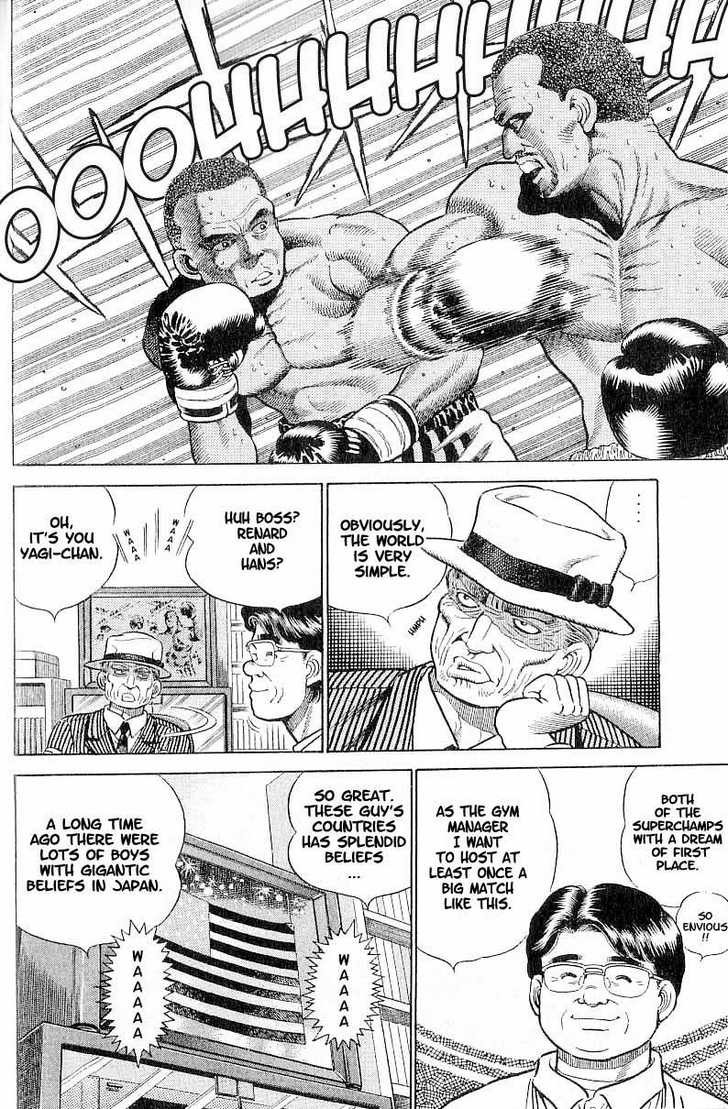 OOOOHHHHHHHHHH
....
OBVIOUSLY,
THE WORLD
IS VERY
SIMPLE.
HMPH
HUH BOSS?
RENARD
AND
HANS?
WAAA
WAAA
OH,
IT'S YOU
YAGI-CHAN.
BOTH
OF THE
SUPERCHAMPS
WITH A DREAM
OF FIRST
PLACE.
SO
ENVIOUS
!!
AS THE GYM
MANAGER
I WANT
TO HOST AT
LEAST ONCE A
BIG MATCH
LIKE THIS.
SO GREAT.
THESE GUY'S
COUNTRIES
HAS SPLENDID
BELIEFS
...
WAAAA
A LONG TIME
AGO THERE WERE
LOTS OF BOYS
WITH GIGANTIC
BELIEFS IN JAPAN.
WAAAAA